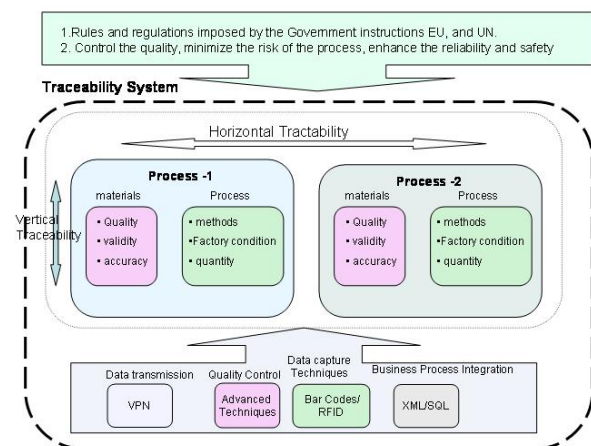 1.Rules and regulations imposed by the Government instructions EU, and UN.
2. Control the quality, minimize the risk of the process, enhance the reliability and safety
Traceability System
Horizontal Tractability
Vertical
Traceability
Process -1
materials
Process
▪ Quality
▪ validity
▪ accuracy
▪ methods
▪Factory condition
▪ quantity
Process -2
materials
Process
▪ Quality
▪ validity
▪ accuracy
▪ methods
▪Factory condition
▪ quantity
Data transmission
VPN
Quality Control
Advanced
Techniques
Data capture
Techniques
Bar Codes/
RFID
Business Process Integration
XML/SQL